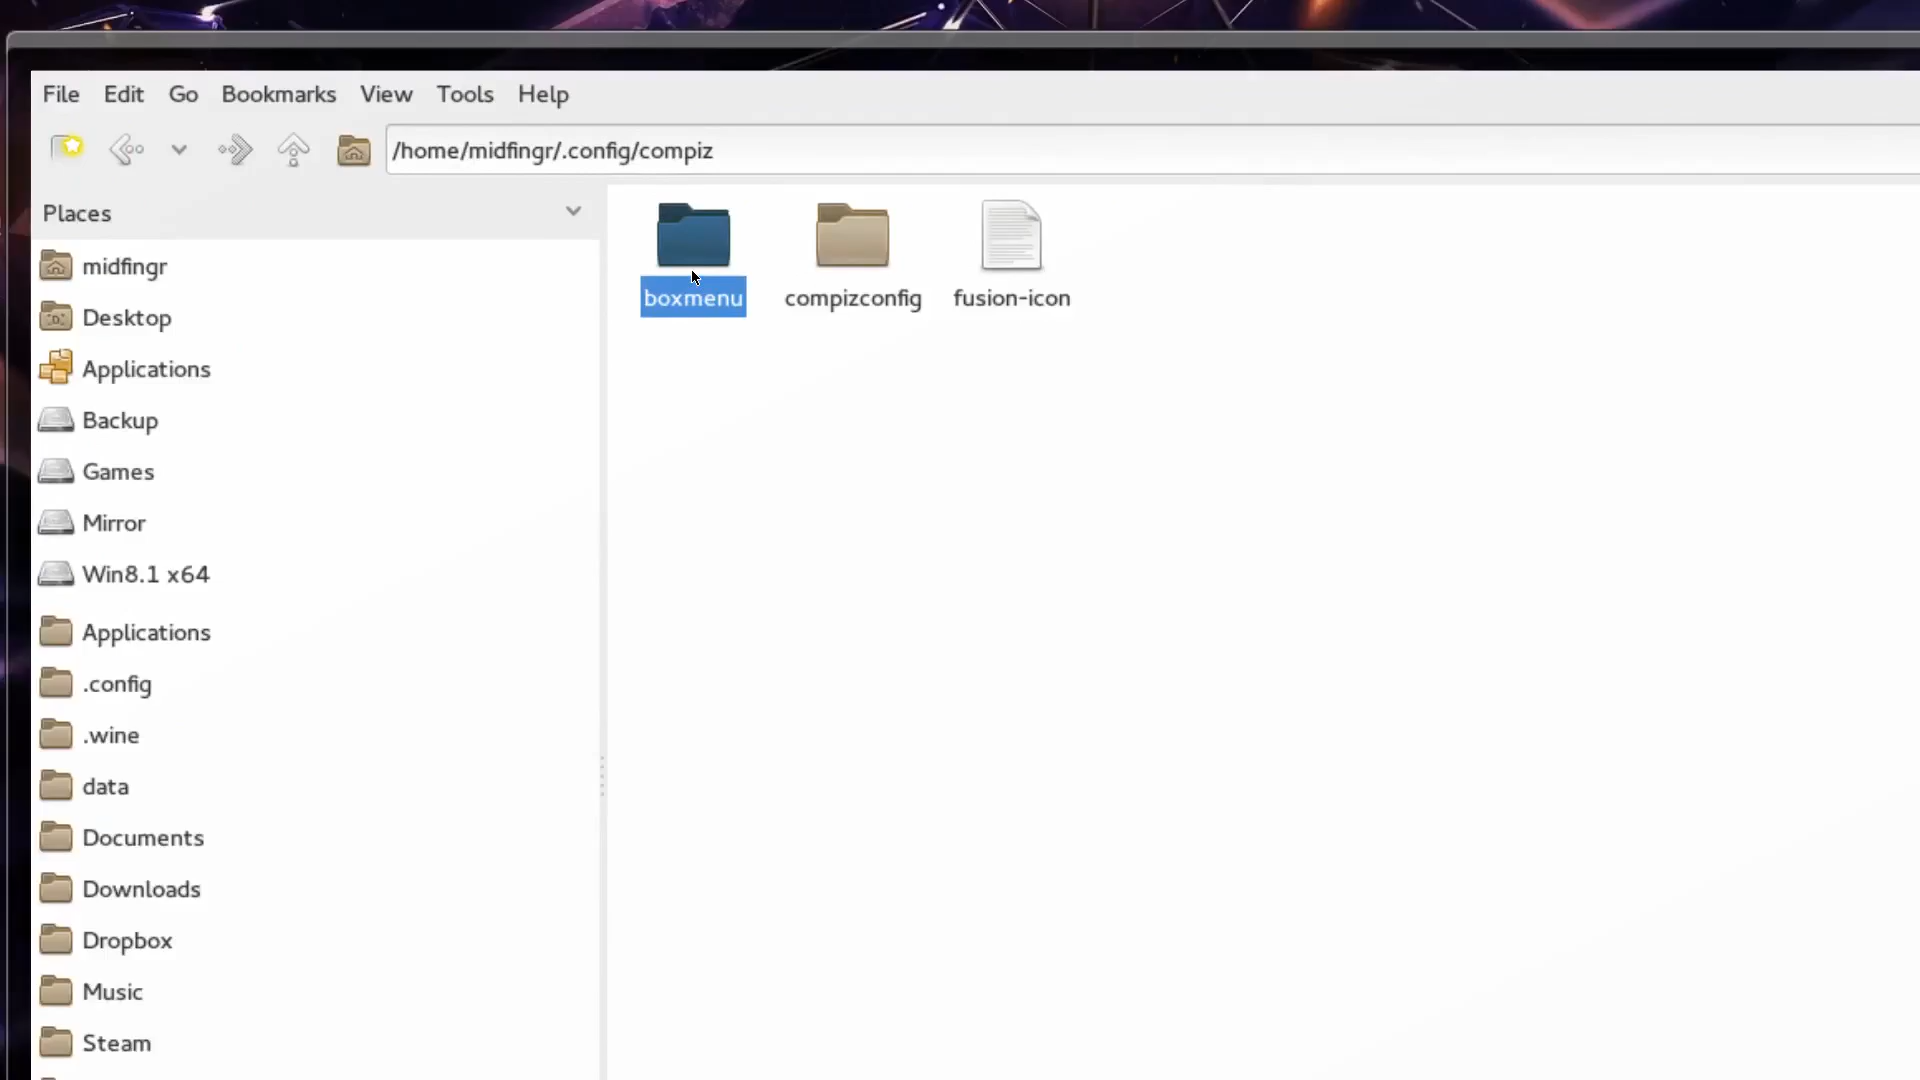 File Edit Go Bookmarks View Tools Help
/home/midfingr/.config/compiz
Places
midfingr
Desktop
Applications
Backup
Games
Mirror
Win8.1 x64
Applications
.config
.wine
data
Documents
Downloads
Dropbox
Music
Steam
boxmenu compizconfig fusion-icon